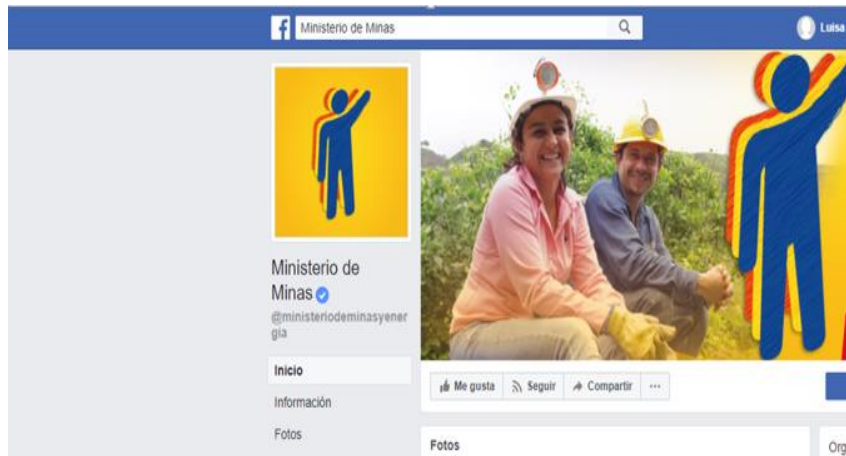 Ministerio de Minas
Luisa
Ministerio de
Minas
@ministeriodeminasyener
gia
Inicio
Información
Fotos
Me gusta
Seguir
Compartir
Fotos
Org